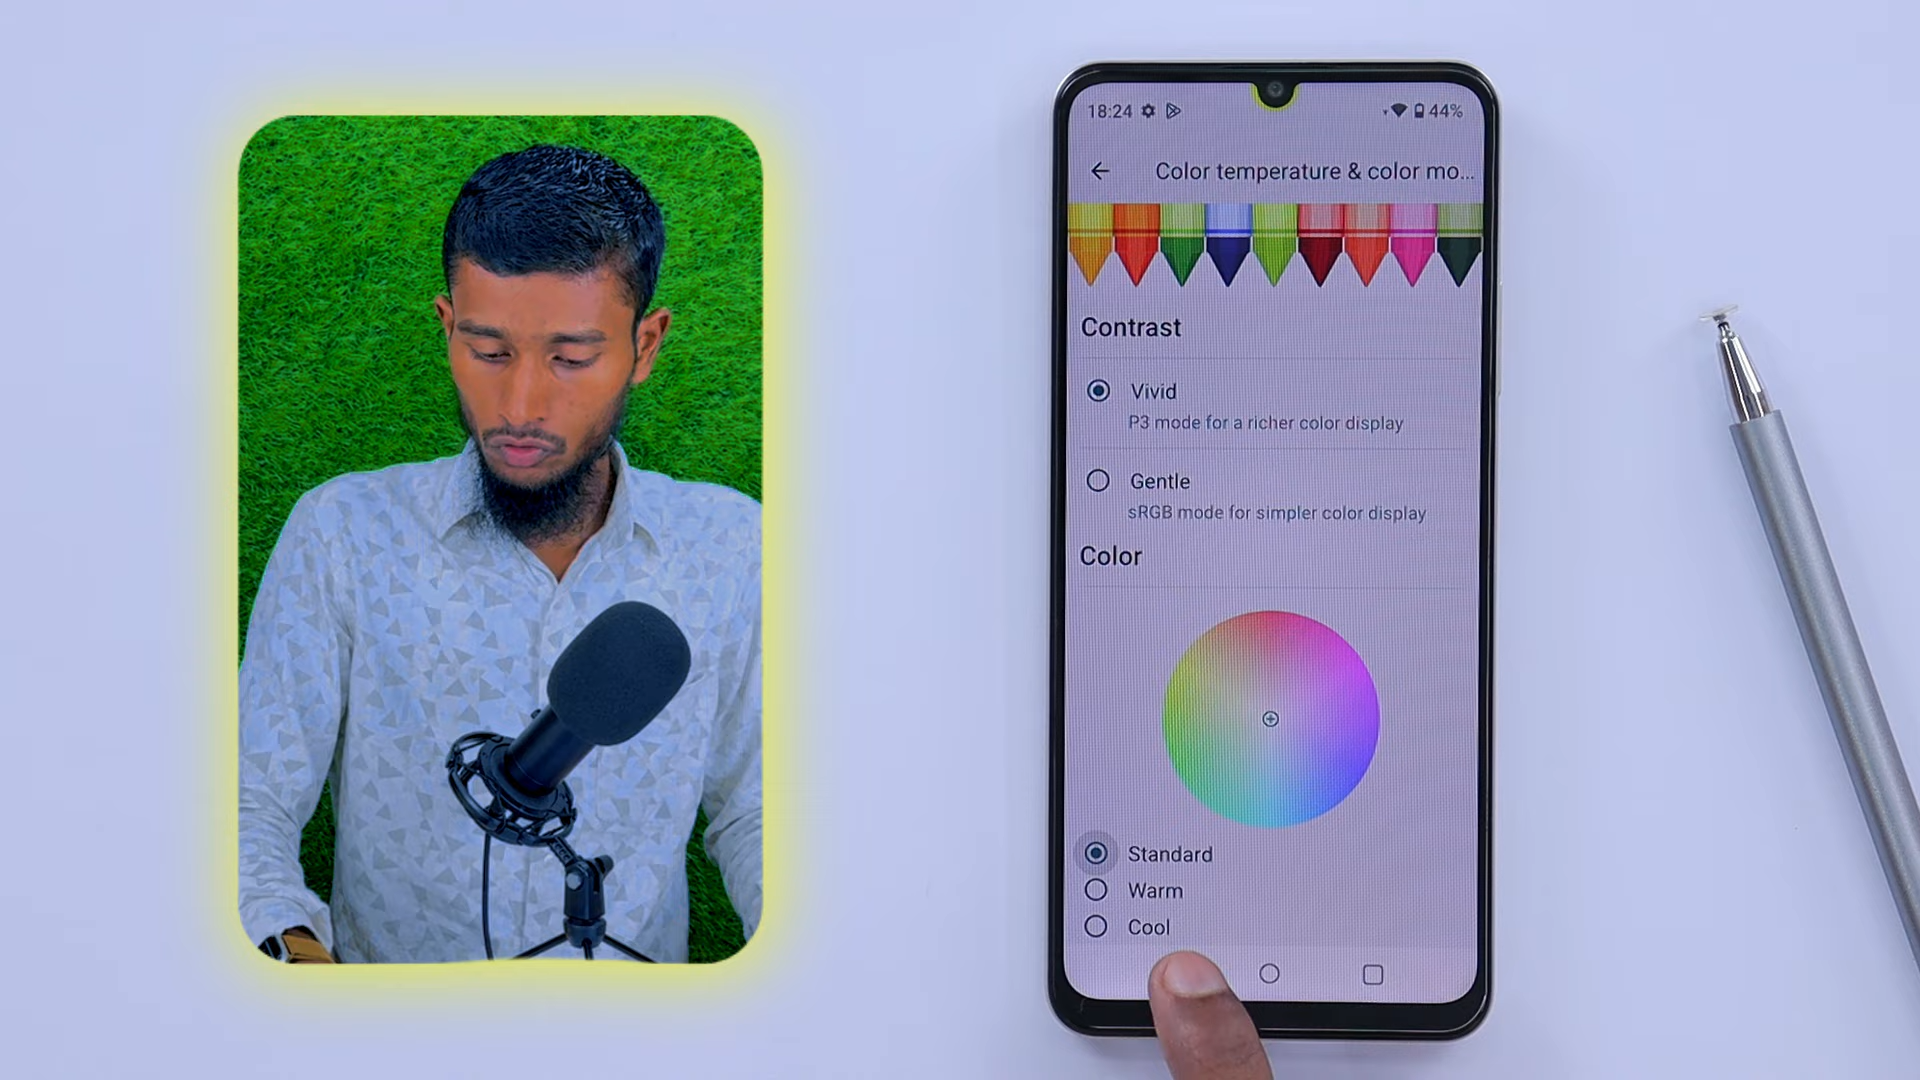 18:24 44%
Color temperature & color mo...
Contrast
Vivid
P3 mode for a richer color display
Gentle
sRGB mode for simpler color display
Color
Standard
Warm
Cool